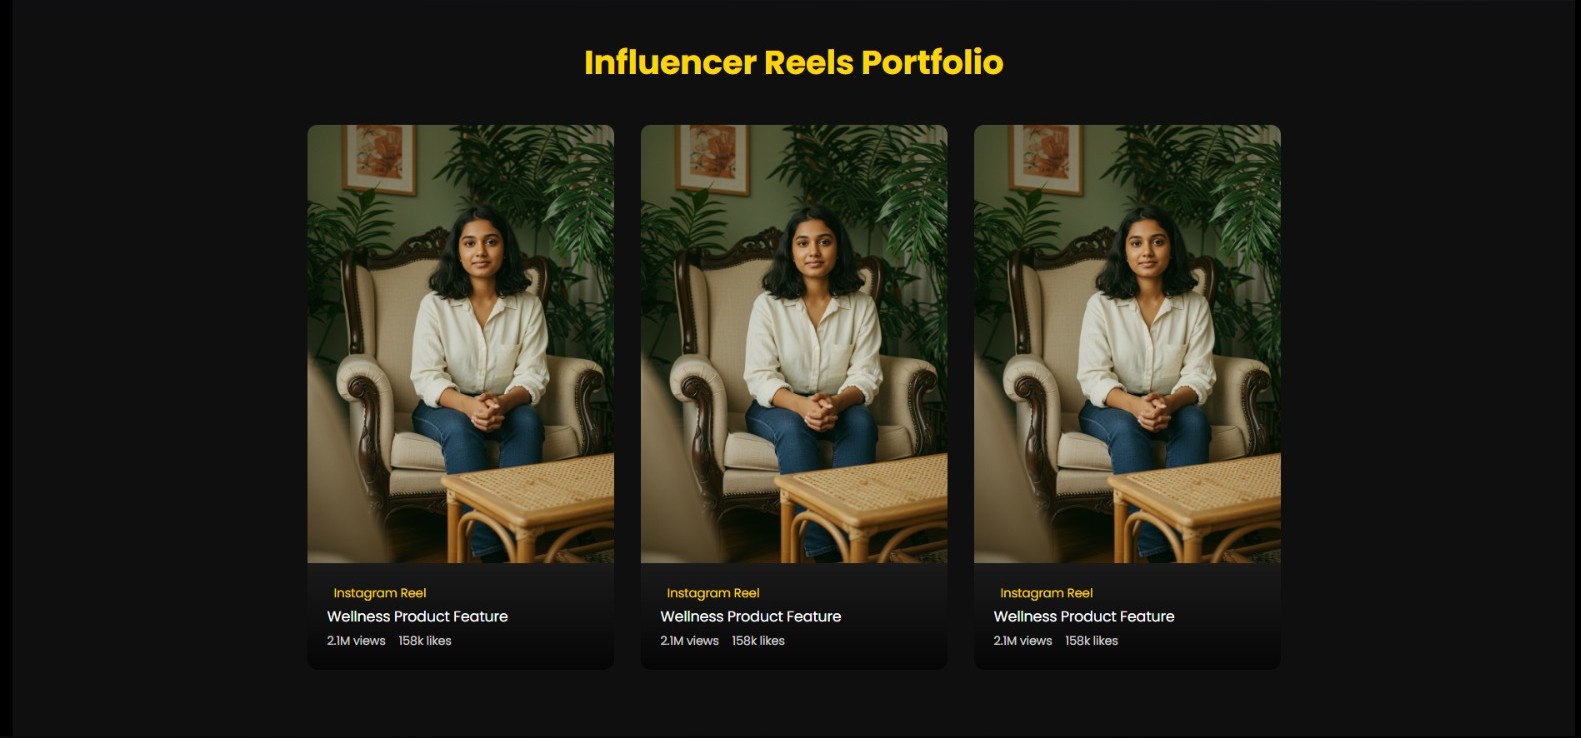 Influencer Reels Portfolio
Instagram Reel
Wellness Product Feature
2.1M views 158k likes
Instagram Reel
Wellness Product Feature
2.1M views 158k likes
Instagram Reel
Wellness Product Feature
2.1M views 158k likes